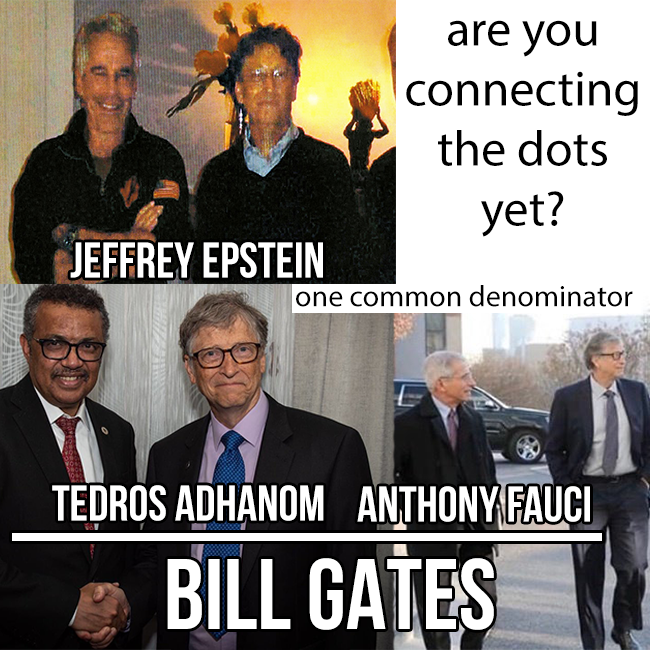 are you
connecting
the dots
yet?
JEFFREY EPSTEIN
one common denominator
TEDROS ADHANOM
ANTHONY FAUCI
BILL GATES